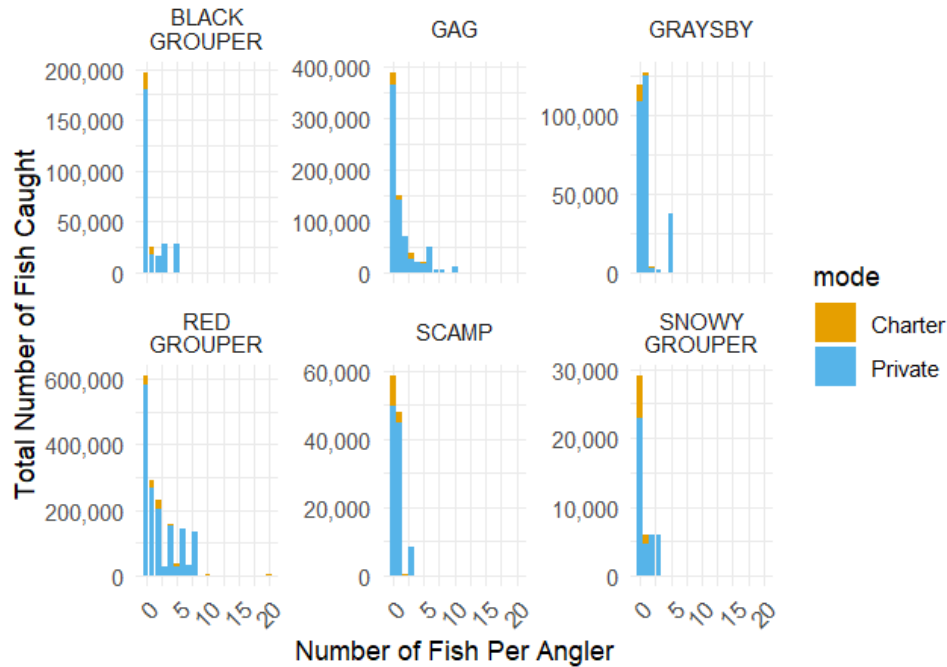 BLACK
GROUPER
GAG
GRAYSBY
200,000
150,000
100,000
50,000
0
400,000
300,000
200,000
100,000
0
100,000
50,000
0
Total Number of Fish Caught
mode
Charter
Private
RED
GROUPER
SCAMP
SNOWY
GROUPER
600,000
400,000
200,000
0
60,000
40,000
20,000
0
30,000
20,000
10,000
0
0 5 10 15 20
0 5 10 15 20
0 5 10 15 20
Number of Fish Per Angler